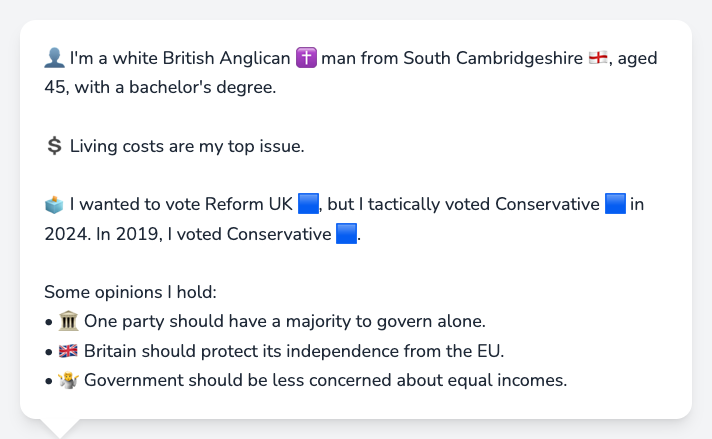 👤 I'm a white British Anglican ✝️ man from South Cambridgeshire 🏴󠁧󠁢󠁥󠁮󠁧󠁿, aged
45, with a bachelor's degree.
💲 Living costs are my top issue.
🗳️ I wanted to vote Reform UK 🟦, but I tactically voted Conservative 🟦 in
2024. In 2019, I voted Conservative 🟦.
Some opinions I hold:
• 🏛️ One party should have a majority to govern alone.
• 🇬🇧 Britain should protect its independence from the EU.
• 🤷 Government should be less concerned about equal incomes.